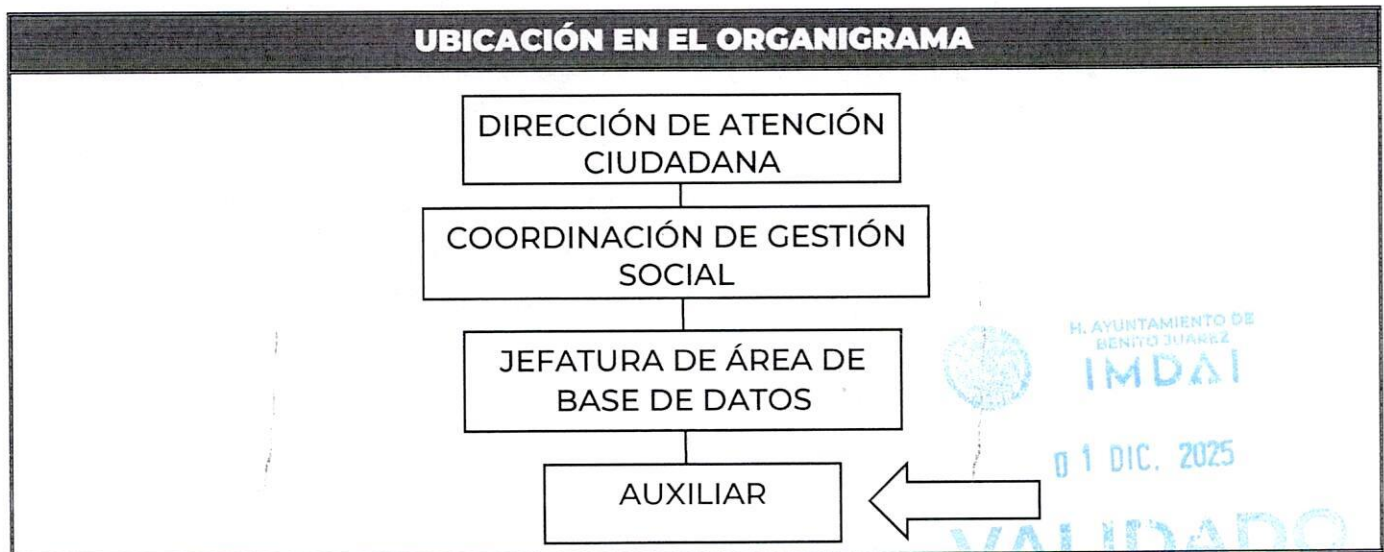 UBICACIÓN EN EL ORGANIGRAMA
DIRECCIÓN DE ATENCIÓN
CIUDADANA
COORDINACIÓN DE GESTIÓN
SOCIAL
H. AYUNTAMIENTO DE
BENITO JUAREZ
IMDAI
JEFATURA DE ÁREA DE
BASE DE DATOS
01 DIC. 2025
AUXILIAR
VALIDADO